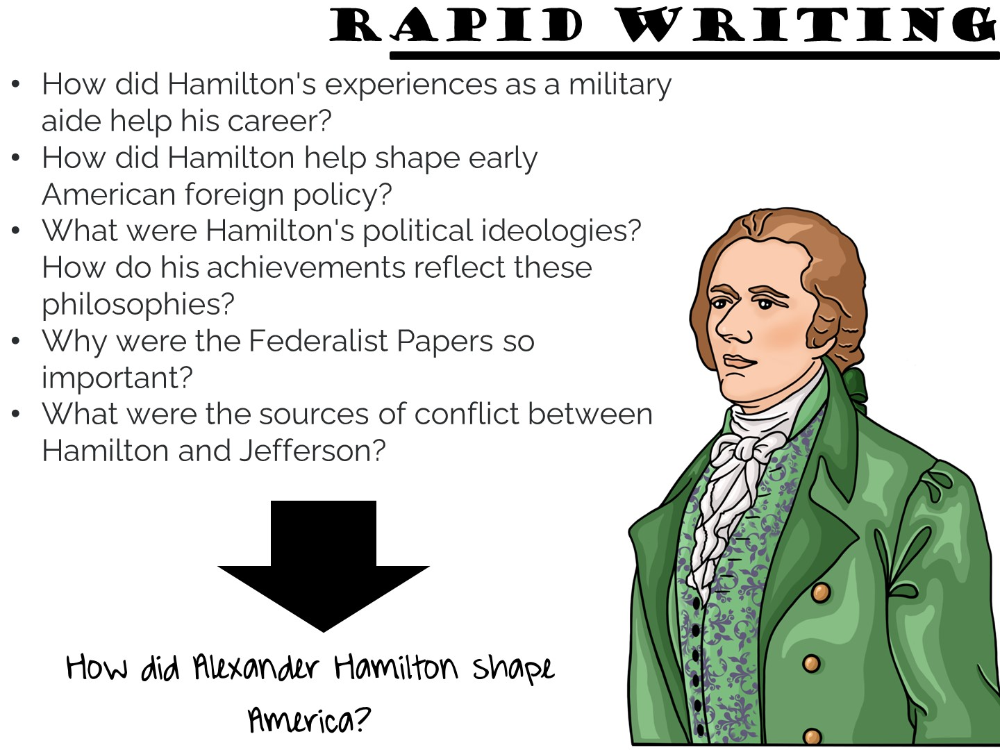 RAPID WRITING
• How did Hamilton's experiences as a military
aide help his career?
• How did Hamilton help shape early
American foreign policy?
• What were Hamilton's political ideologies?
How do his achievements reflect these
philosophies?
• Why were the Federalist Papers so
important?
• What were the sources of conflict between
Hamilton and Jefferson?
How did Alexander Hamilton shape
America?